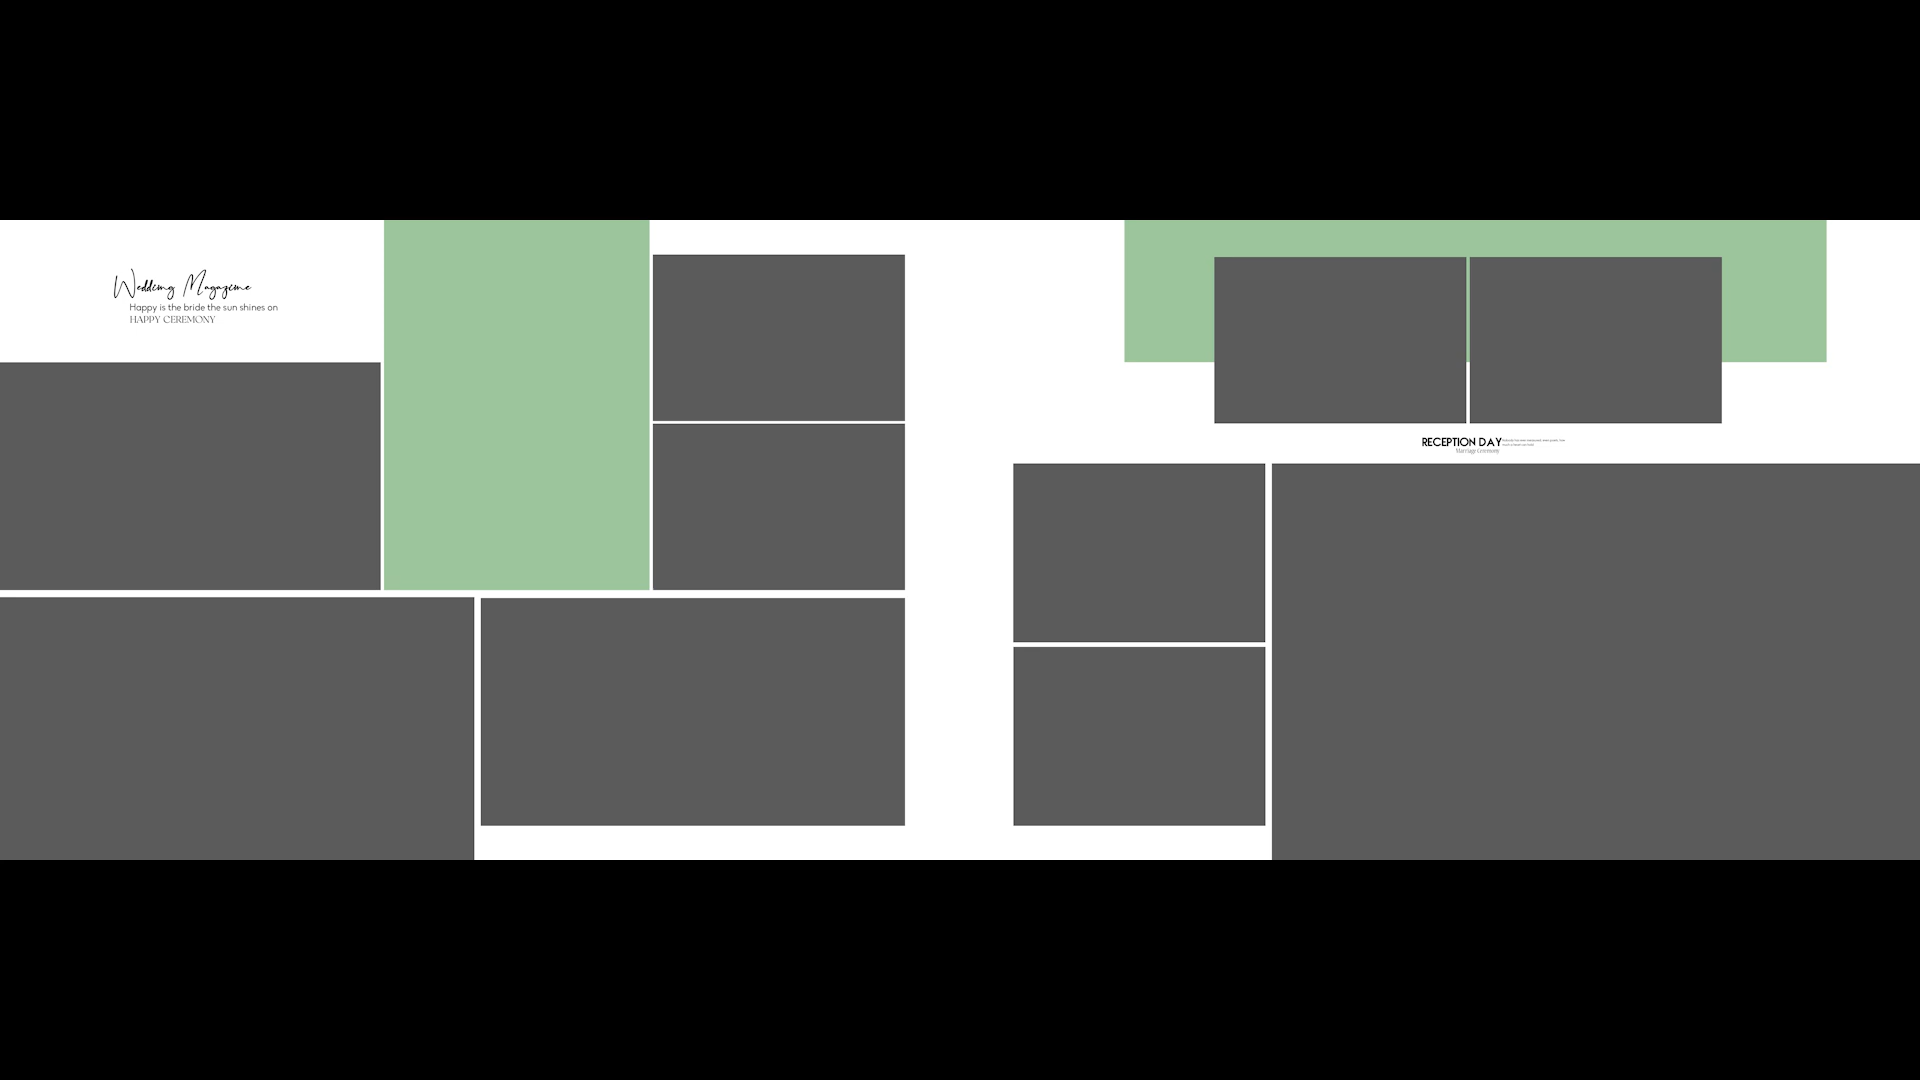 Wedding Magazine
Happy is the bride the sun shines on
HAPPY CEREMONY
RECEPTION DAY
Marriage Ceremony